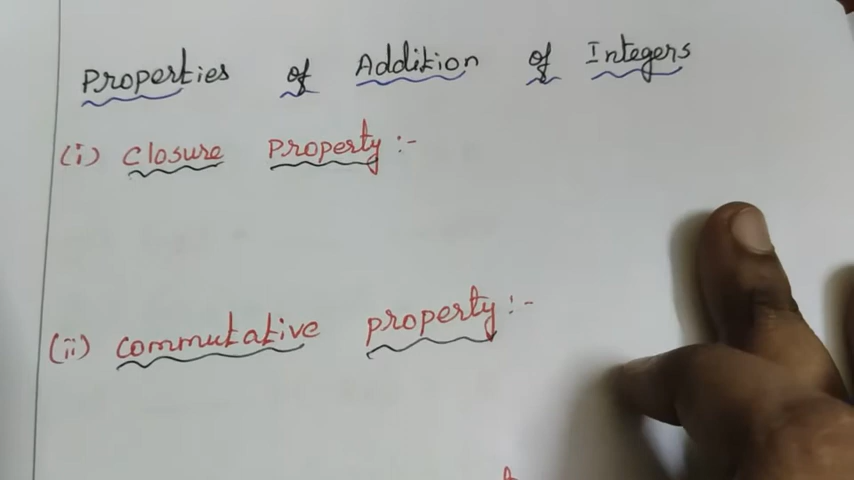 Properties of Addition of Integers
(i) closure property :-
(ii) commutative property :-